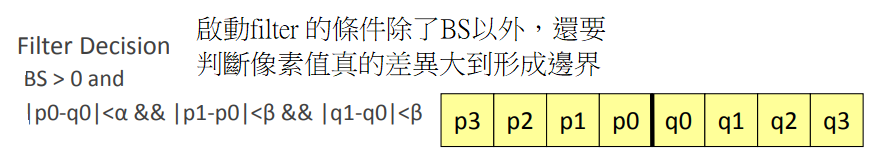 啟動filter 的條件除了BS以外，還要
判斷像素值真的差異大到形成邊界
Filter Decision
BS > 0 and
|p0-q0|<α && |p1-p0|<β && |q1-q0|<β
p3 p2 p1 p0 q0 q1 q2 q3